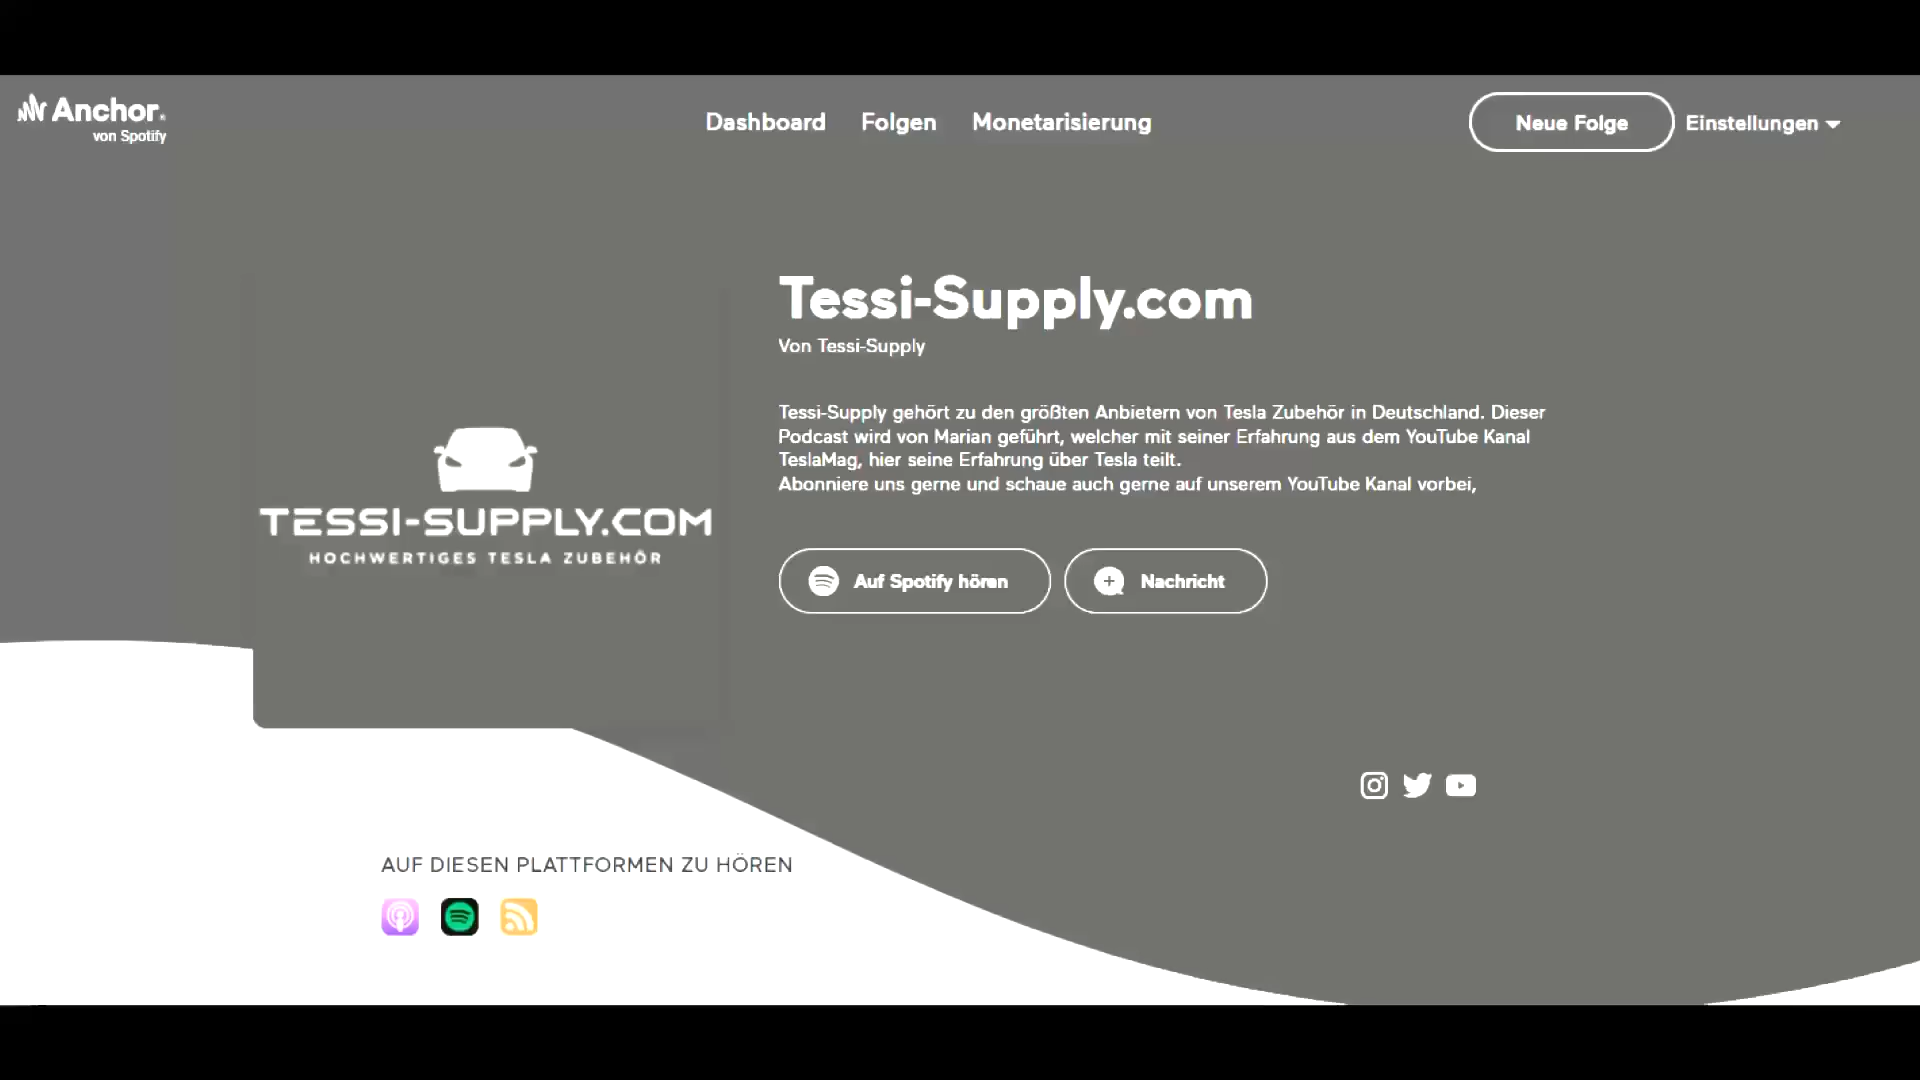 Anchor.
von Spotify
Dashboard
Folgen
Monetarisierung
Neue Folge
Einstellungen
Tessi-Supply.com
Von Tessi-Supply
Tessi-Supply gehört zu den größten Anbietern von Tesla Zubehör in Deutschland. Dieser
Podcast wird von Marian geführt, welcher mit seiner Erfahrung aus dem YouTube Kanal
TeslaMag, hier seine Erfahrung über Tesla teilt.
Abonniere uns gerne und schaue auch gerne auf unserem YouTube Kanal vorbei,
TESSI-SUPPLY.COM
HOCHWERTIGES TESLA ZUBEHÖR
Auf Spotify hören
Nachricht
AUF DIESEN PLATTFORMEN ZU HÖREN